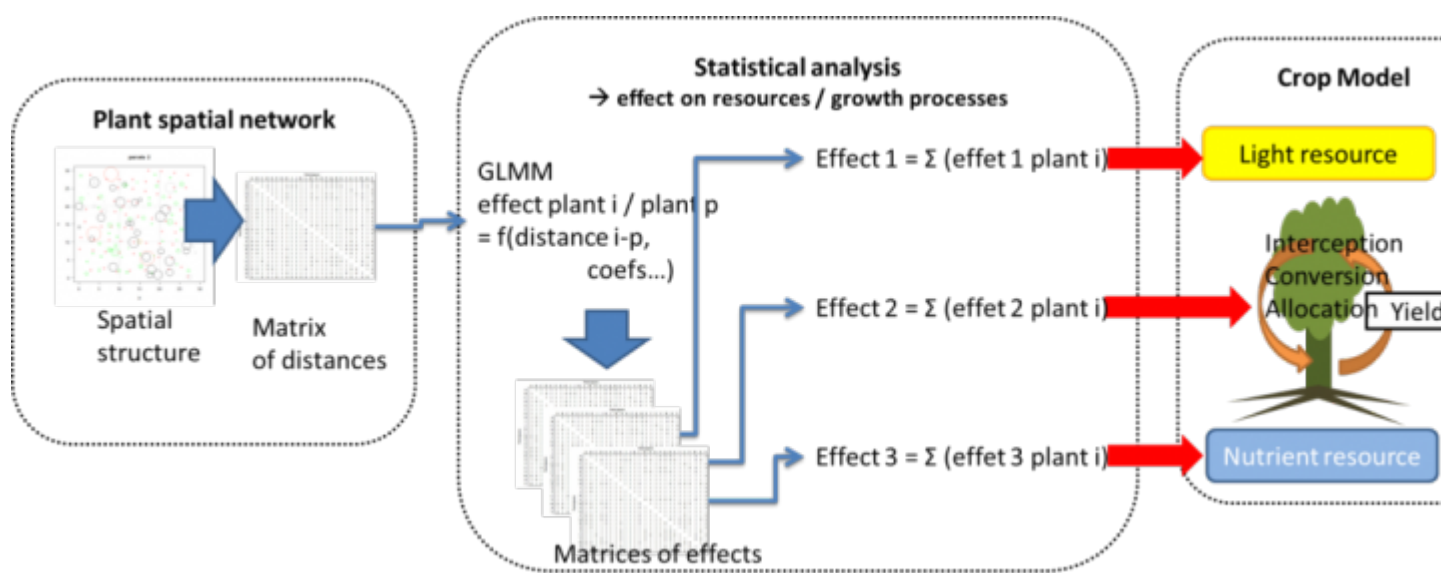 Plant spatial network
Spatial
structure
Matrix
of distances
Statistical analysis
→ effect on resources / growth processes
GLMM
effect plant i / plant p
= f(distance i-p,
coefs...)
Matrices of effects
Effect 1 = Σ (effet 1 plant i)
Effect 2 = Σ (effet 2 plant i)
Effect 3 = Σ (effet 3 plant i)
Crop Model
Light resource
Interception
Conversion
Allocation
Yield
Nutrient resource